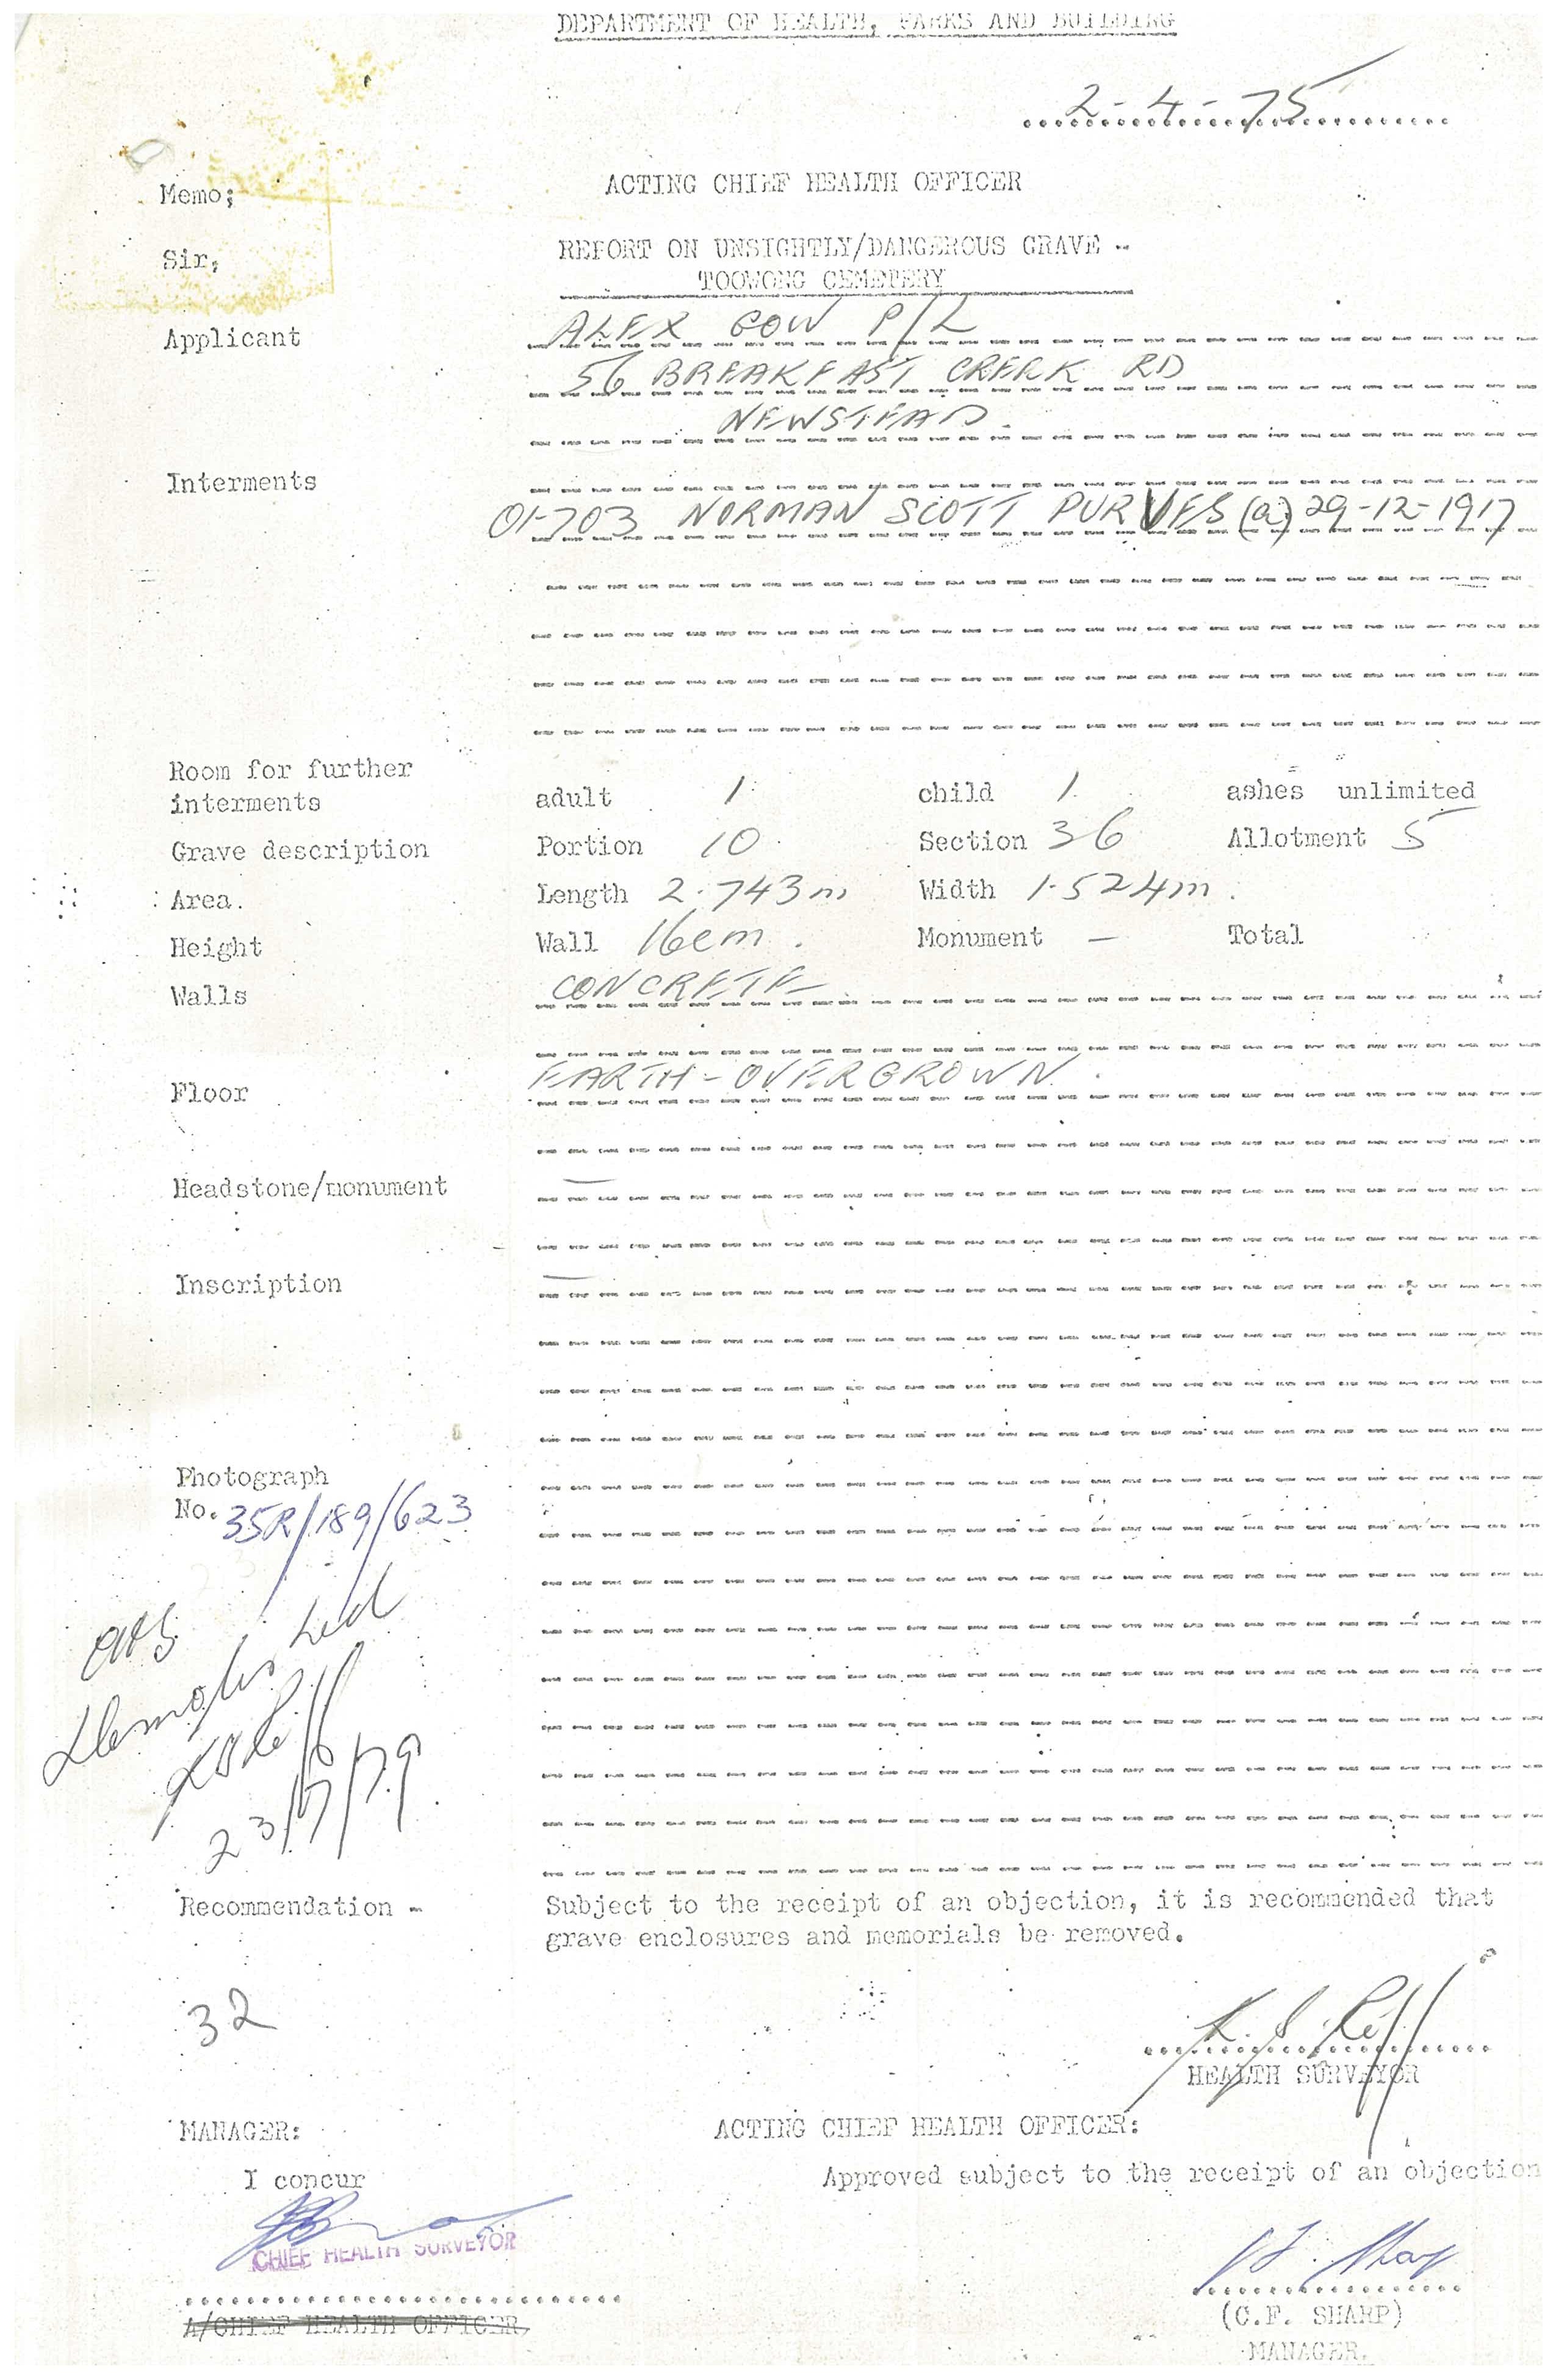 DEPARTMENT OF HEALTH, PARKS AND BUILDING
2-4-75
Memo; ACTING CHIEF HEALTH OFFICER
Sir, REPORT ON UNSIGHTLY/DANGEROUS GRAVE -
TOOWONG CEMETERY
Applicant ALEX GOW P/L
56 BREAKFAST CREEK RD
NEWSTEAD.
Interments
01-703 NORMAN SCOTT PURVES (a) 29-12-1917
Room for further
interments adult 1 child 1 ashes unlimited
Grave description Portion 10 Section 36 Allotment 5
Area. Length 2.743m Width 1.524m.
Height Wall 16cm. Monument - Total
Walls CONCRETE
Floor EARTH - OVERGROWN.
Headstone/monument —
Inscription —
Photograph
No. 35R/189/623
23/7/79
Recommendation - Subject to the receipt of an objection, it is recommended that
grave enclosures and memorials be removed.
32
HEALTH SURVEYOR
MANAGER: ACTING CHIEF HEALTH OFFICER:
I concur Approved subject to the receipt of an objection
CHIEF HEALTH SURVEYOR
A/CHIEF HEALTH OFFICER.
(C.F. SHARP)
MANAGER.